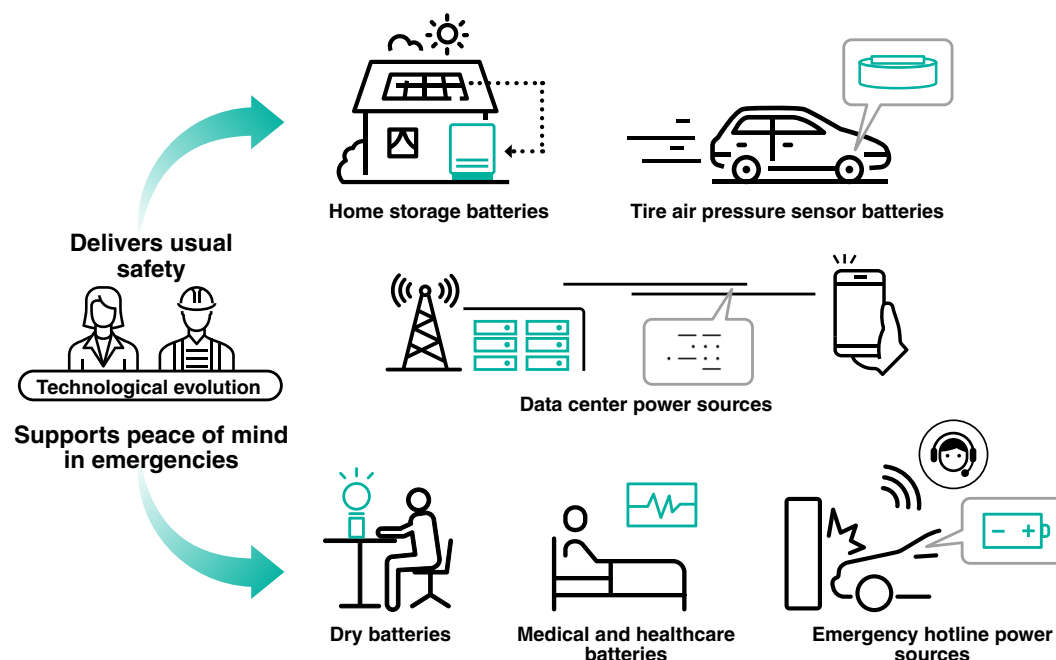 Home storage batteries
Tire air pressure sensor batteries
Delivers usual
safety
Technological evolution
Data center power sources
Supports peace of mind
in emergencies
Dry batteries
Medical and healthcare
batteries
Emergency hotline power
sources